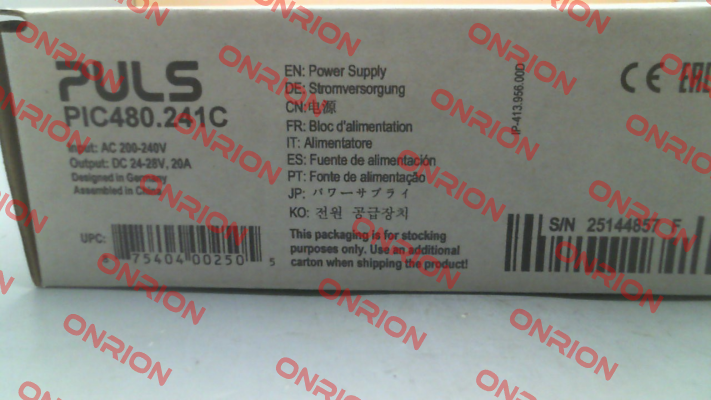 PULS
PIC480.241C
Input: AC 200-240V
Output: DC 24-28V, 20A
Designed in Germany
Assembled in China
UPC:
75404 00250 5
EN: Power Supply
DE: Stromversorgung
CN:电源
FR: Bloc d'alimentation
IT: Alimentatore
ES: Fuente de alimentación
PT: Fonte de alimentação
JP: パワーサプライ
KO: 전원 공급장치
This packaging is for stocking
purposes only. Use an additional
carton when shipping the product!
IP-413.956.00D
CE EAC
S/N 25144857 F
ONRION